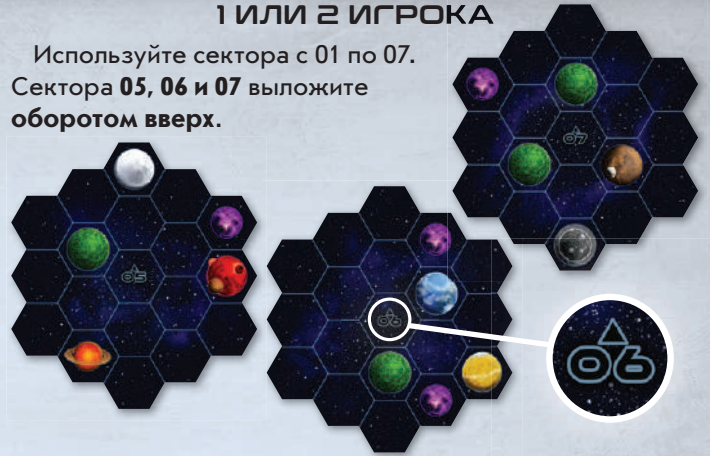 1 ИЛИ 2 ИГРОКА
Используйте сектора с 01 по 07.
Сектора 05, 06 и 07 выложите
оборотом вверх.
07
05
06
06